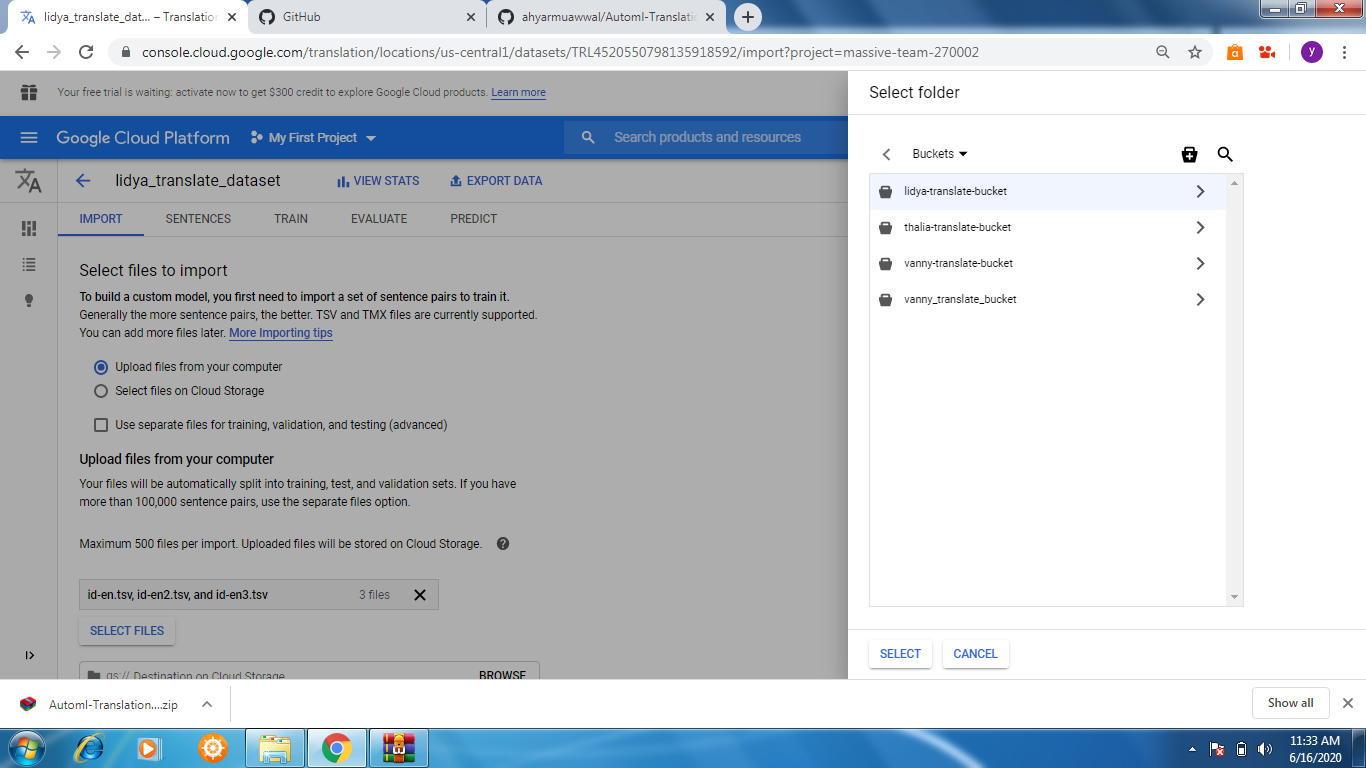 lidya_translate_dat... – Translation
GitHub
ahyarmuawwal/Automl-Translatio
console.cloud.google.com/translation/locations/us-central1/datasets/TRL4520550798135918592/import?project=massive-team-270002
y
Your free trial is waiting: activate now to get $300 credit to explore Google Cloud products. Learn more
Google Cloud Platform
My First Project
Search products and resources
lidya_translate_dataset
VIEW STATS
EXPORT DATA
IMPORT
SENTENCES
TRAIN
EVALUATE
PREDICT
Select files to import
To build a custom model, you first need to import a set of sentence pairs to train it.
Generally the more sentence pairs, the better. TSV and TMX files are currently supported.
You can add more files later. More Importing tips
Upload files from your computer
Select files on Cloud Storage
Use separate files for training, validation, and testing (advanced)
Upload files from your computer
Your files will be automatically split into training, test, and validation sets. If you have
more than 100,000 sentence pairs, use the separate files option.
Maximum 500 files per import. Uploaded files will be stored on Cloud Storage.
id-en.tsv, id-en2.tsv, and id-en3.tsv
3 files
SELECT FILES
gs:// Destination on Cloud Storage
BROWSE
Select folder
Buckets
lidya-translate-bucket
thalia-translate-bucket
vanny-translate-bucket
vanny_translate_bucket
SELECT
CANCEL
Automl-Translation....zip
Show all
11:33 AM
6/16/2020